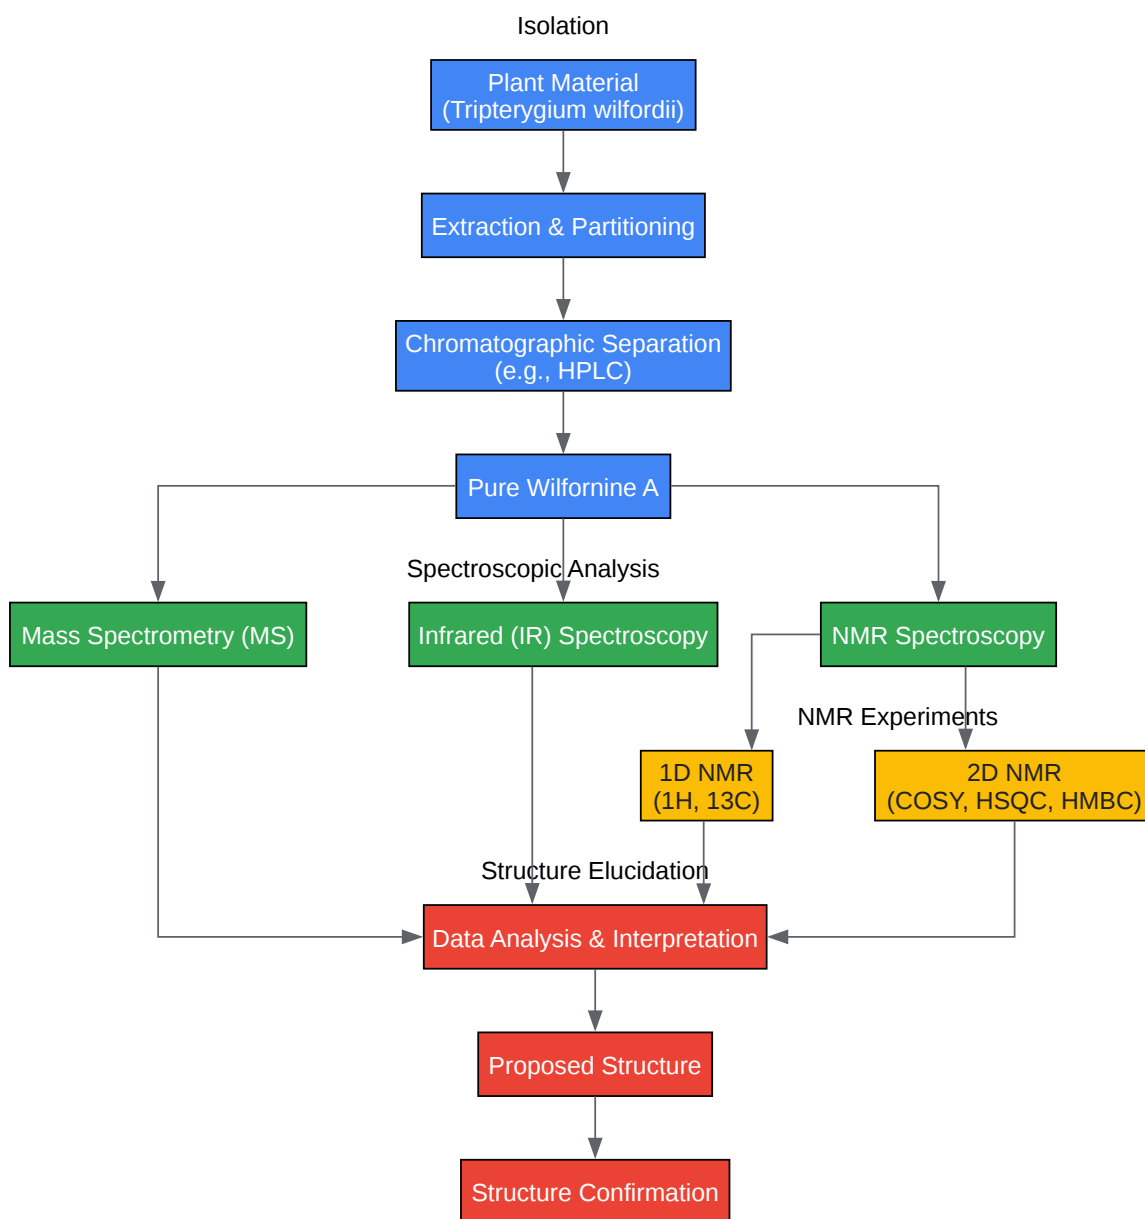 Isolation
Plant Material
(Tripterygium wilfordii)
Extraction & Partitioning
Chromatographic Separation
(e.g., HPLC)
Pure Wilfornine A
Spectroscopic Analysis
Mass Spectrometry (MS)
Infrared (IR) Spectroscopy
NMR Spectroscopy
NMR Experiments
1D NMR
(1H, 13C)
2D NMR
(COSY, HSQC, HMBC)
Structure Elucidation
Data Analysis & Interpretation
Proposed Structure
Structure Confirmation